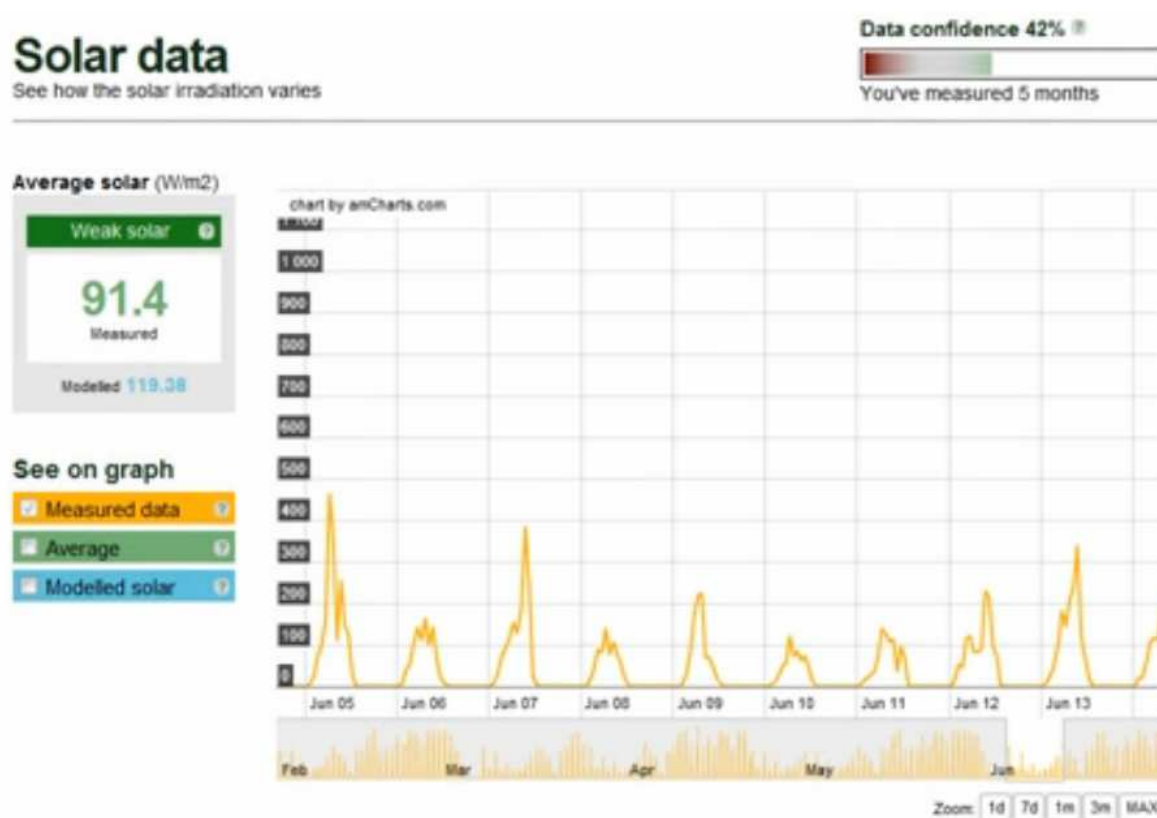 Solar data
See how the solar irradiation varies
Data confidence 42% ?
You've measured 5 months
Average solar (W/m2)
Weak solar ?
91.4
Measured
Modelled 119.38
See on graph
Measured data ?
Average ?
Modelled solar ?
chart by amCharts.com
1 000
900
800
700
600
500
400
300
200
100
0
Jun 05 Jun 06 Jun 07 Jun 08 Jun 09 Jun 10 Jun 11 Jun 12 Jun 13
Feb Mar Apr May Jun
Zoom: 1d 7d 1m 3m MAX